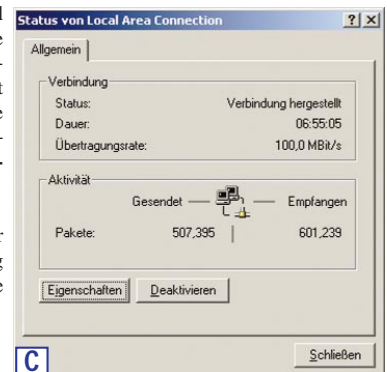 Status von Local Area Connection
Allgemein
Verbindung
Status: Verbindung hergestellt
Dauer: 06:55:05
Übertragungsrate: 100,0 MBit/s
Aktivität
Gesendet — — Empfangen
Pakete: 507,395 | 601,239
Eigenschaften Deaktivieren
Schließen
C